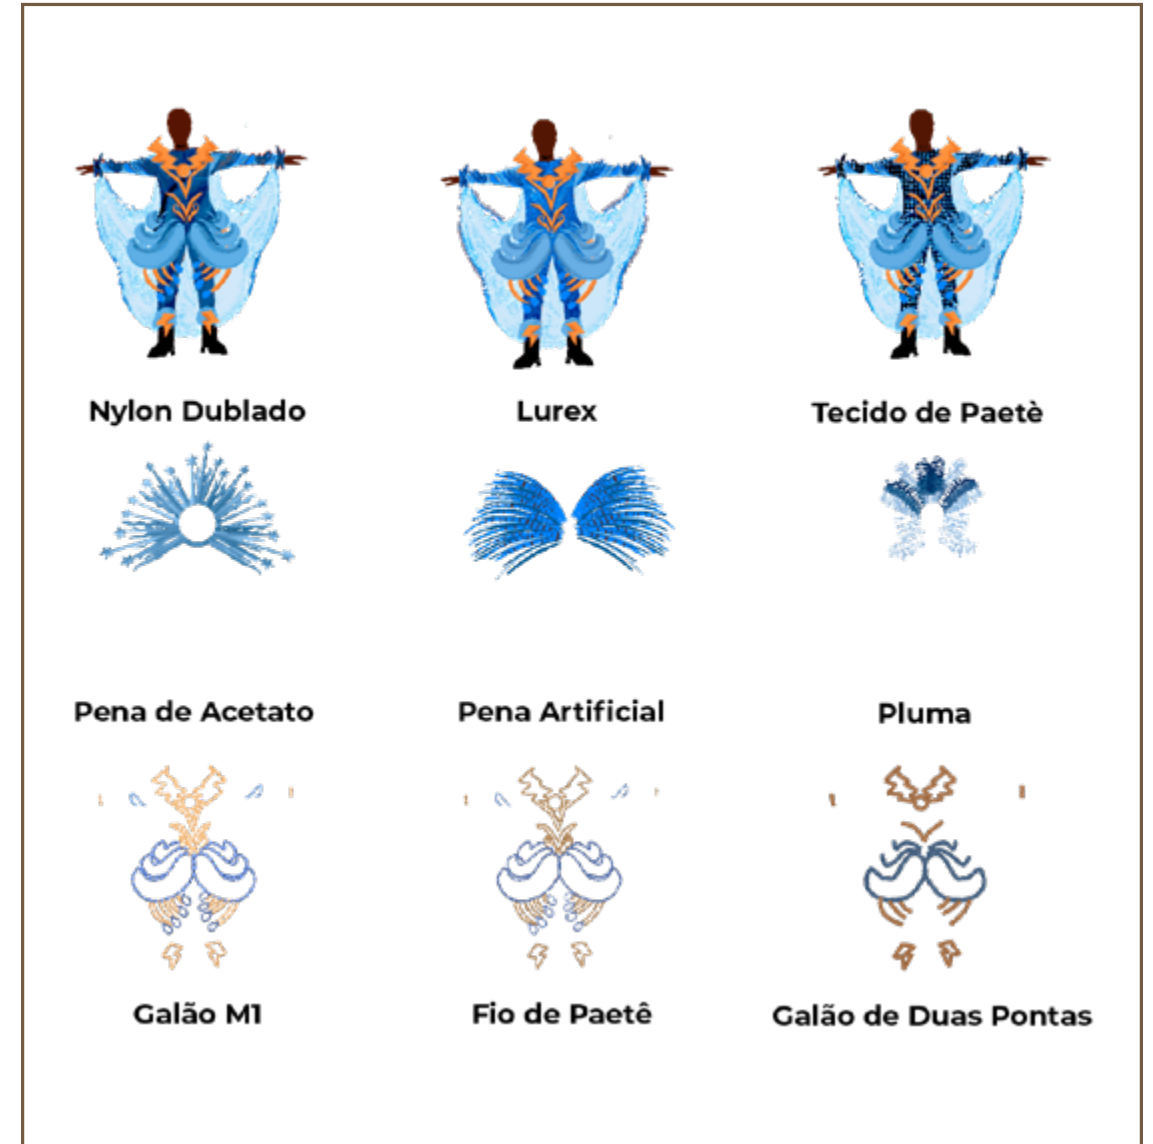 Nylon Dublado
Lurex
Tecido de Paetè
Pena de Acetato
Pena Artificial
Pluma
Galão M1
Fio de Paetê
Galão de Duas Pontas